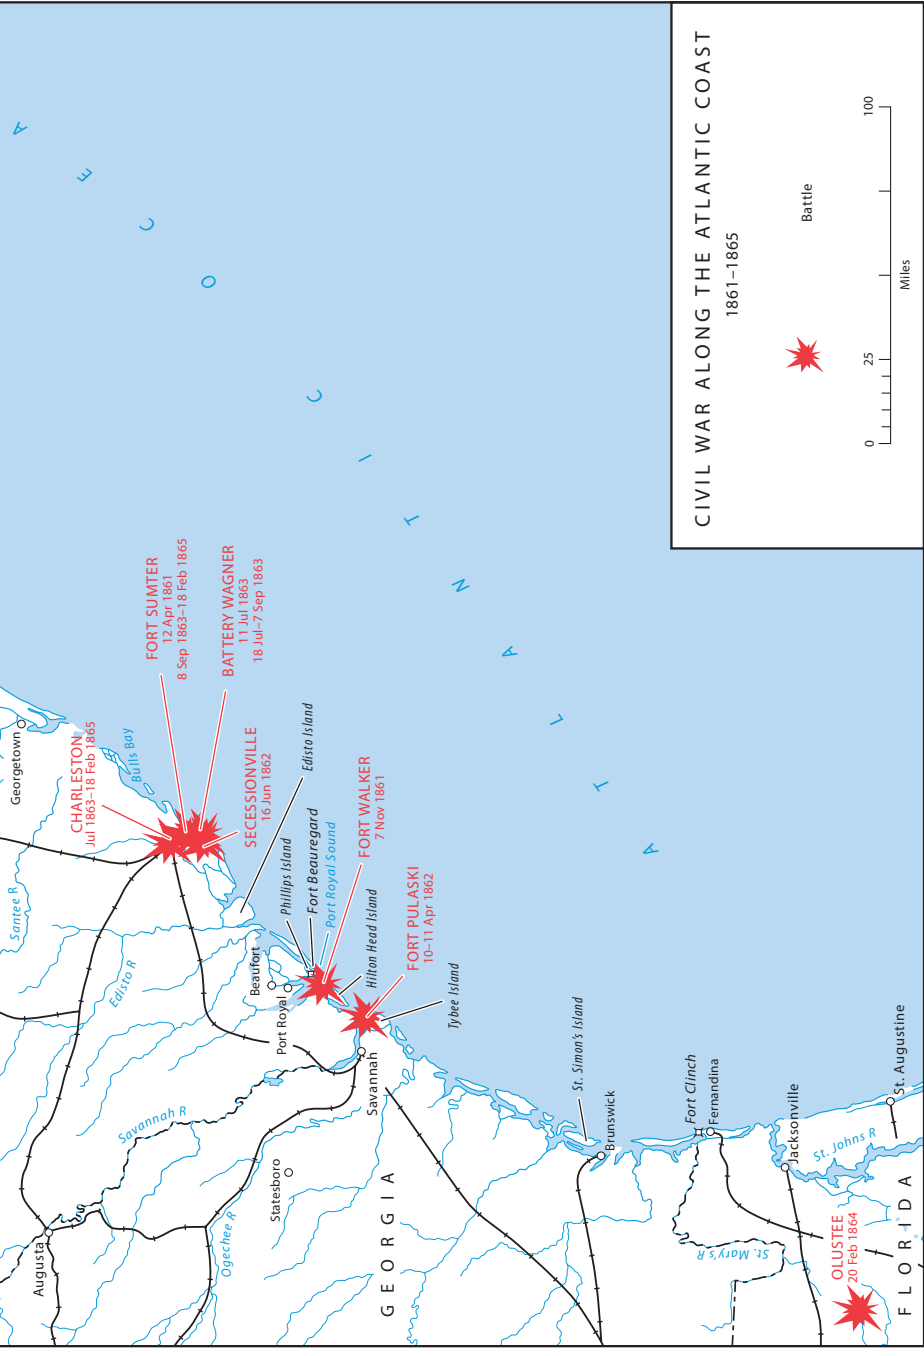 CIVIL WAR ALONG THE ATLANTIC COAST
1861–1865
Battle
0
25
100
Miles
ATLANTIC OCEA
Georgetown
Santee R
CHARLESTON
Jul 1863–18 Feb 1865
Bulls Bay
FORT SUMTER
12 Apr 1861
8 Sep 1863–18 Feb 1865
BATTERY WAGNER
11 Jul 1863
18 Jul–7 Sep 1863
SECESSIONVILLE
16 Jun 1862
Edisto Island
Edisto R
Beaufort
Port Royal
Phillips Island
Fort Beauregard
Port Royal Sound
FORT WALKER
7 Nov 1861
Hilton Head Island
FORT PULASKI
10–11 Apr 1862
Tybee Island
Savannah
Savannah R
Augusta
Statesboro
Ogechee R
GEORGIA
St. Simon's Island
Brunswick
Fort Clinch
Fernandina
St. Mary's R
Jacksonville
St. Johns R
St. Augustine
OLUSTEE
20 Feb 1864
FLORIDA